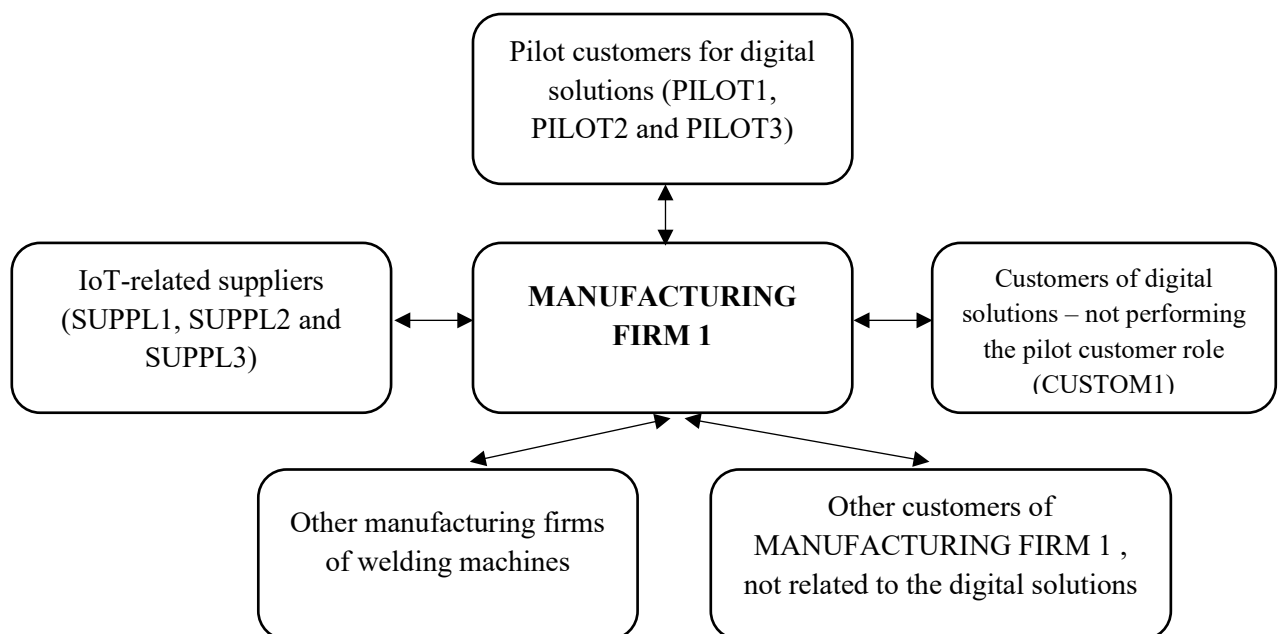 Pilot customers for digital
solutions (PILOT1,
PILOT2 and PILOT3)
IoT-related suppliers
(SUPPL1, SUPPL2 and
SUPPL3)
MANUFACTURING
FIRM 1
Customers of digital
solutions – not performing
the pilot customer role
(CUSTOM1)
Other manufacturing firms
of welding machines
Other customers of
MANUFACTURING FIRM 1 ,
not related to the digital solutions